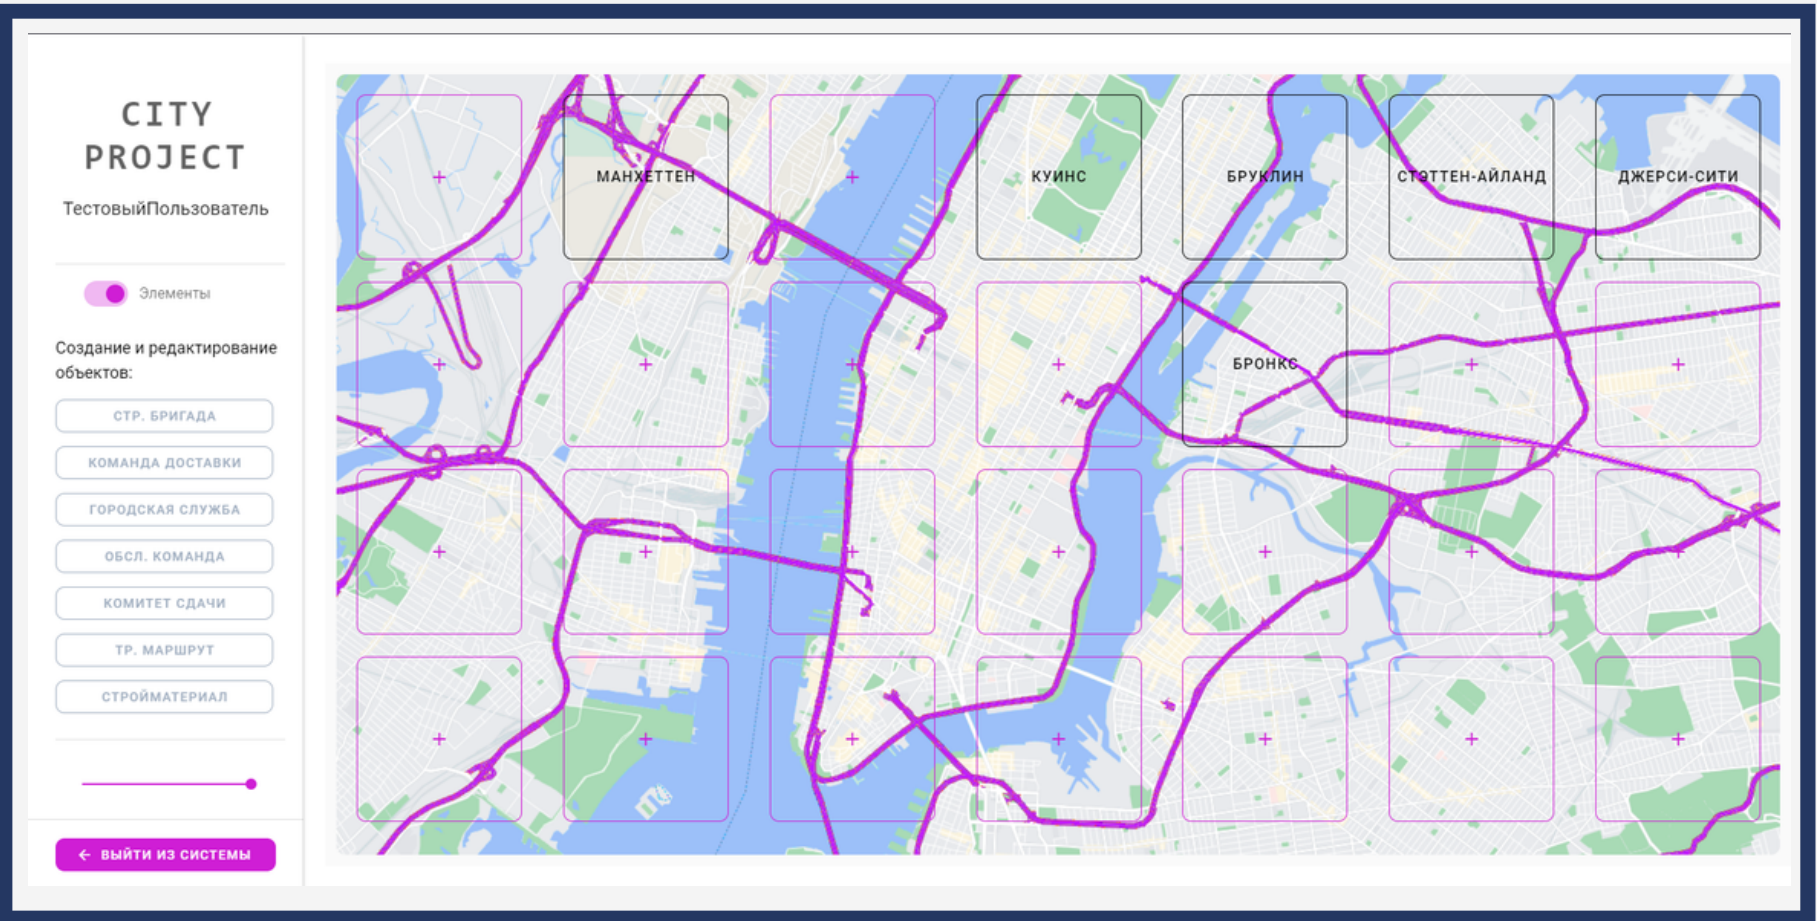 CITY
PROJECT
ТестовыйПользователь
Элементы
Создание и редактирование
объектов:
СТР. БРИГАДА
КОМАНДА ДОСТАВКИ
ГОРОДСКАЯ СЛУЖБА
ОБСЛ. КОМАНДА
КОМИТЕТ СДАЧИ
ТР. МАРШРУТ
СТРОЙМАТЕРИАЛ
← ВЫЙТИ ИЗ СИСТЕМЫ
+ МАНХЕТТЕН + КУИНС БРУКЛИН СТЭТТЕН-АЙЛАНД ДЖЕРСИ-СИТИ
+ + + + БРОНКС + +
+ + + + + + +
+ + + + + + +